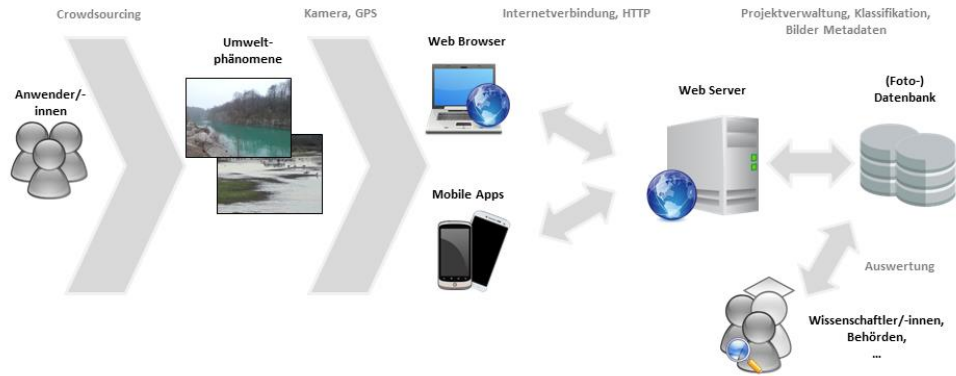 Crowdsourcing
Kamera, GPS
Internetverbindung, HTTP
Projektverwaltung, Klassifikation,
Bilder Metadaten
Anwender/-
innen
Umwelt-
phänomene
Web Browser
Mobile Apps
Web Server
(Foto-)
Datenbank
Auswertung
Wissenschaftler/-innen,
Behörden,
...